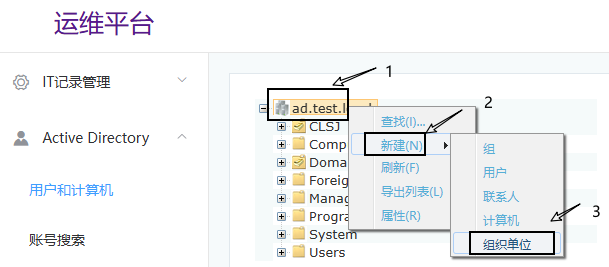 运维平台
IT记录管理
Active Directory
用户和计算机
账号搜索
1
ad.test.l
CLSJ
Comp
Doma
Foreig
Manag
Progra
System
Users
2
查找(I)...
新建(N)
刷新(F)
导出列表(L)
属性(R)
组
用户
联系人
计算机
3
组织单位